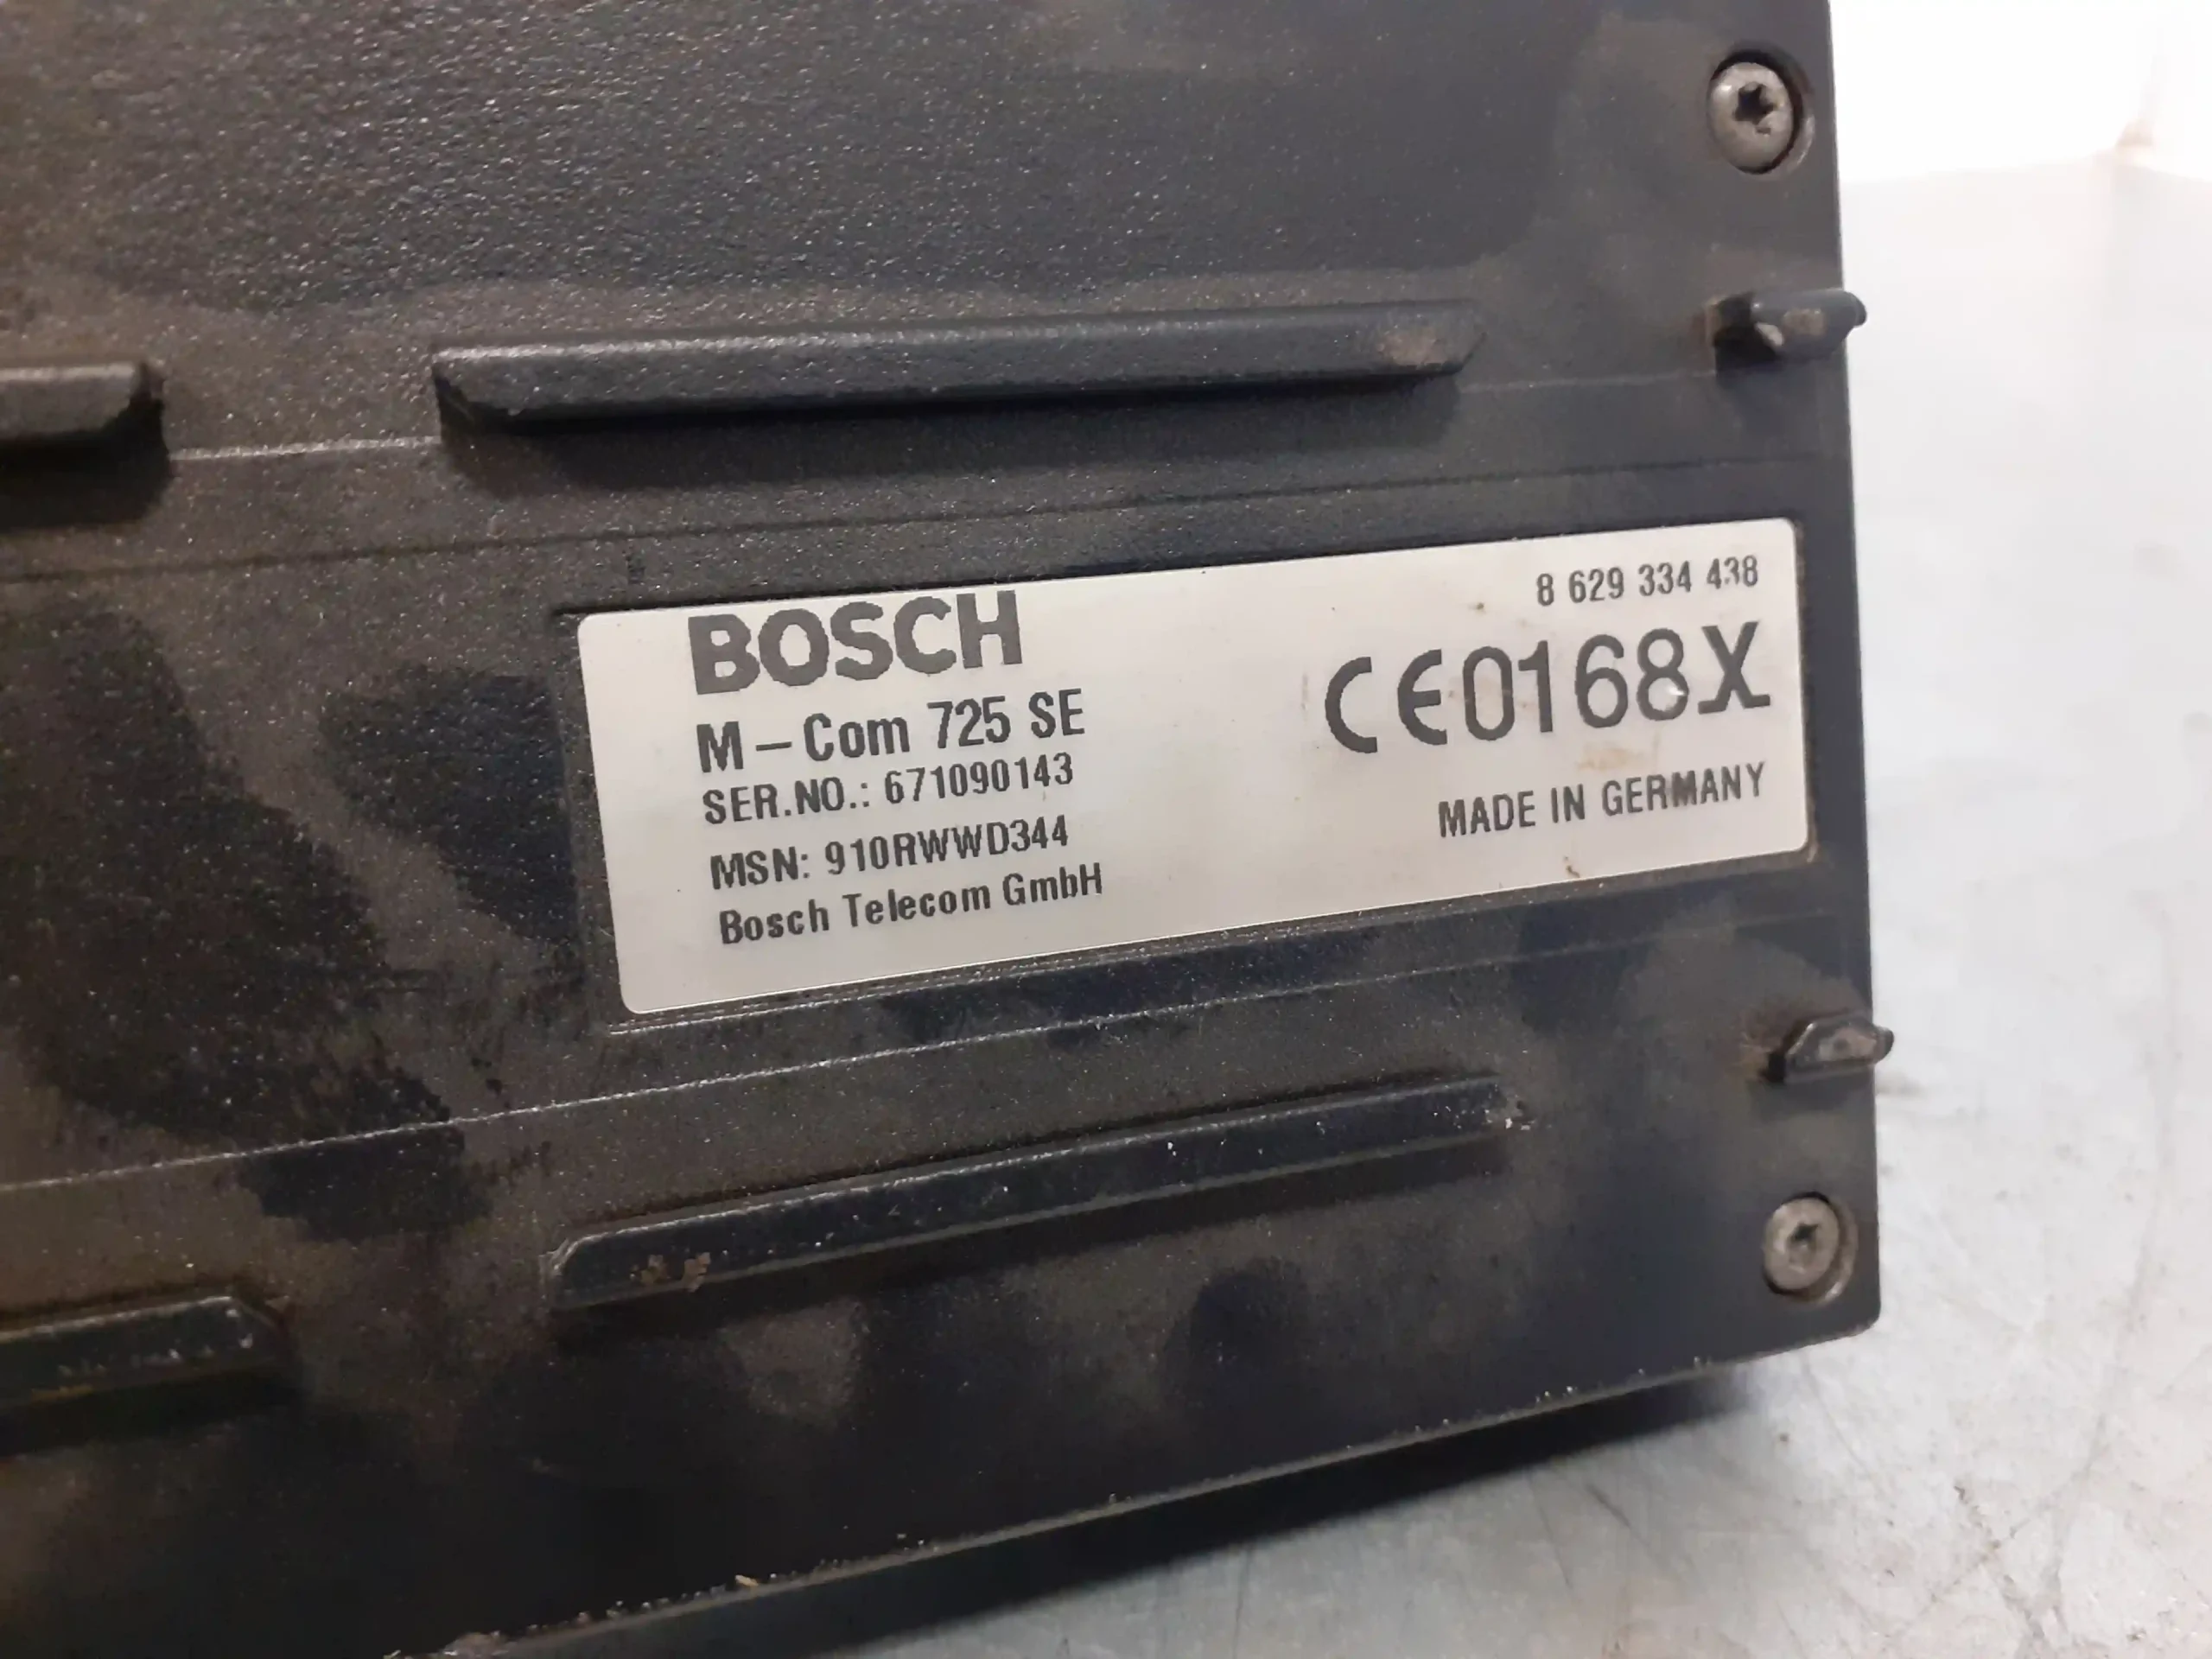 BOSCH
M-Com 725 SE
SER.NO.: 671090143
MSN: 910RWWD344
Bosch Telecom GmbH
8 629 334 438
CE0168X
MADE IN GERMANY